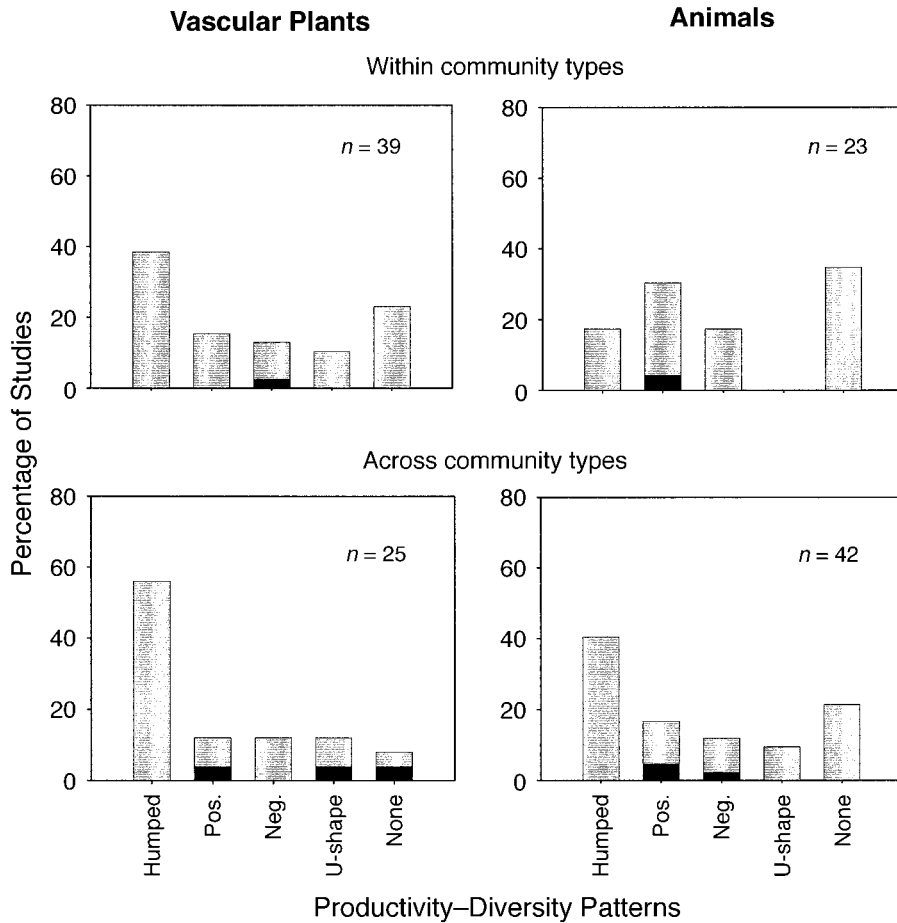 Vascular Plants
Animals
Within community types
80
60
40
20
0
n = 39
80
60
40
20
0
n = 23
Percentage of Studies
Across community types
80
60
40
20
0
n = 25
Humped
Pos.
Neg.
U-shape
None
80
60
40
20
0
n = 42
Humped
Pos.
Neg.
U-shape
None
Productivity–Diversity Patterns